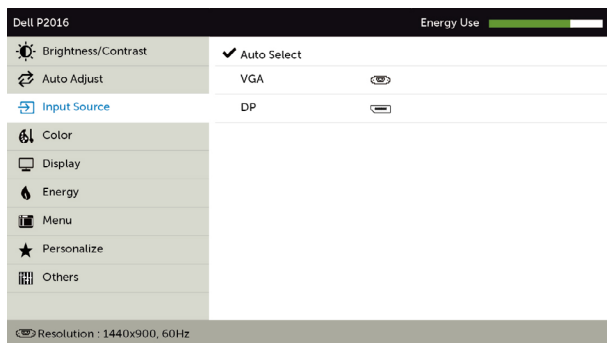 Dell P2016 Energy Use
Brightness/Contrast
Auto Adjust
Input Source
Color
Display
Energy
Menu
Personalize
Others
Auto Select
VGA
DP
Resolution : 1440x900, 60Hz